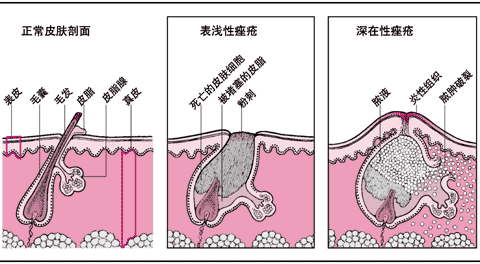 正常皮肤剖面
表皮
毛囊
毛发
皮脂
皮脂腺
真皮
表浅性痤疮
死亡的皮肤细胞
被堵塞的皮脂
粉刺
深在性痤疮
脓液
炎性组织
脓肿破裂